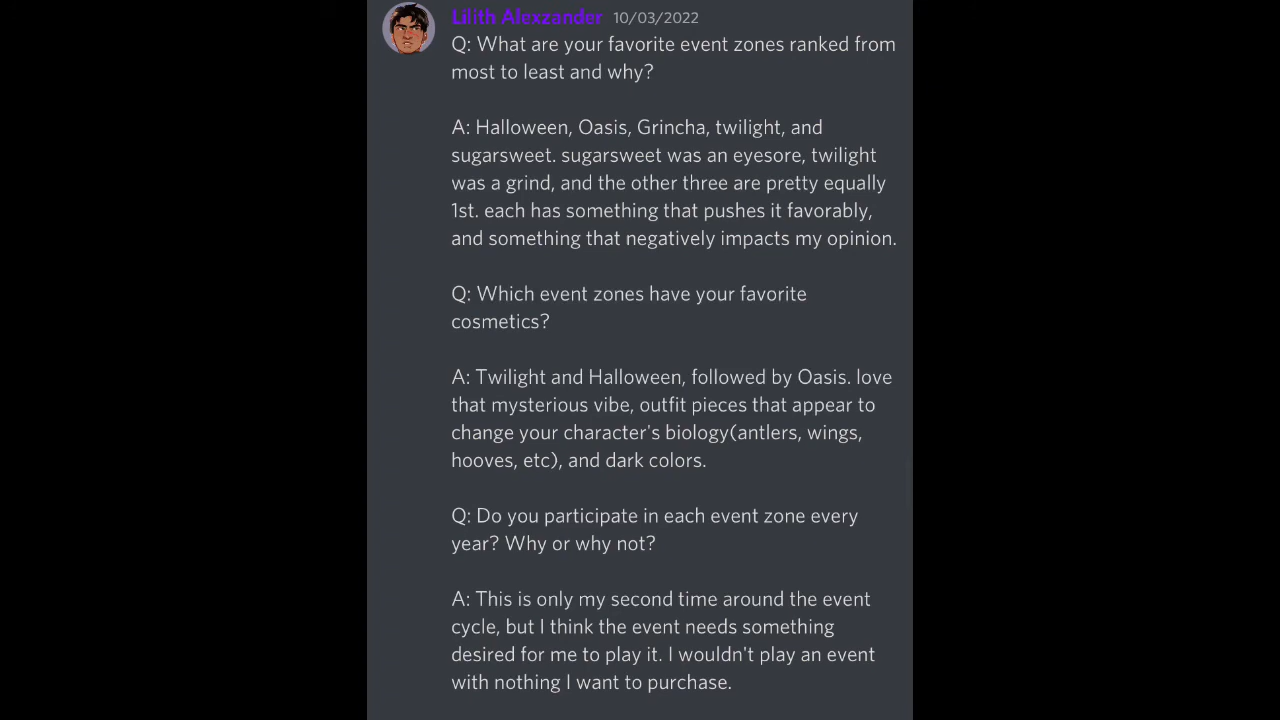 Lilith Alexzander 10/03/2022
Q: What are your favorite event zones ranked from
most to least and why?
A: Halloween, Oasis, Grincha, twilight, and
sugarsweet. sugarsweet was an eyesore, twilight
was a grind, and the other three are pretty equally
1st. each has something that pushes it favorably,
and something that negatively impacts my opinion.
Q: Which event zones have your favorite
cosmetics?
A: Twilight and Halloween, followed by Oasis. love
that mysterious vibe, outfit pieces that appear to
change your character's biology(antlers, wings,
hooves, etc), and dark colors.
Q: Do you participate in each event zone every
year? Why or why not?
A: This is only my second time around the event
cycle, but I think the event needs something
desired for me to play it. I wouldn't play an event
with nothing I want to purchase.